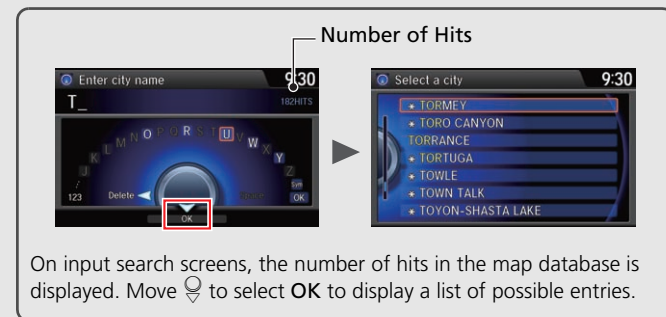 Number of Hits
Enter city name
9:30
T_
182HITS
J K L M N O P Q R S T U V W X Y Z
/
123
Delete
Sym
OK
OK
Select a city
9:30
TORMEY
TORO CANYON
TORRANCE
TORTUGA
TOWLE
TOWN TALK
TOYON-SHASTA LAKE
On input search screens, the number of hits in the map database is
displayed. Move to select OK to display a list of possible entries.